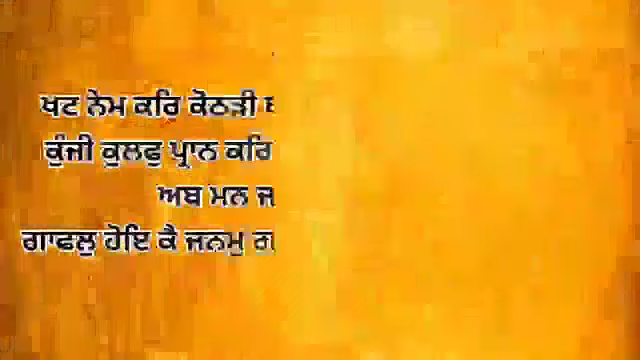 ਖਟ ਨੇਮ ਕਰਿ ਕੋਠੜੀ
ਕੁੰਜੀ ਕੁਲਫੁ ਪ੍ਰਾਨ ਕਰਿ
ਅਬ ਮਨ
ਗਾਫਲੁ ਹੋਇ ਕੈ ਜਨਮੁ